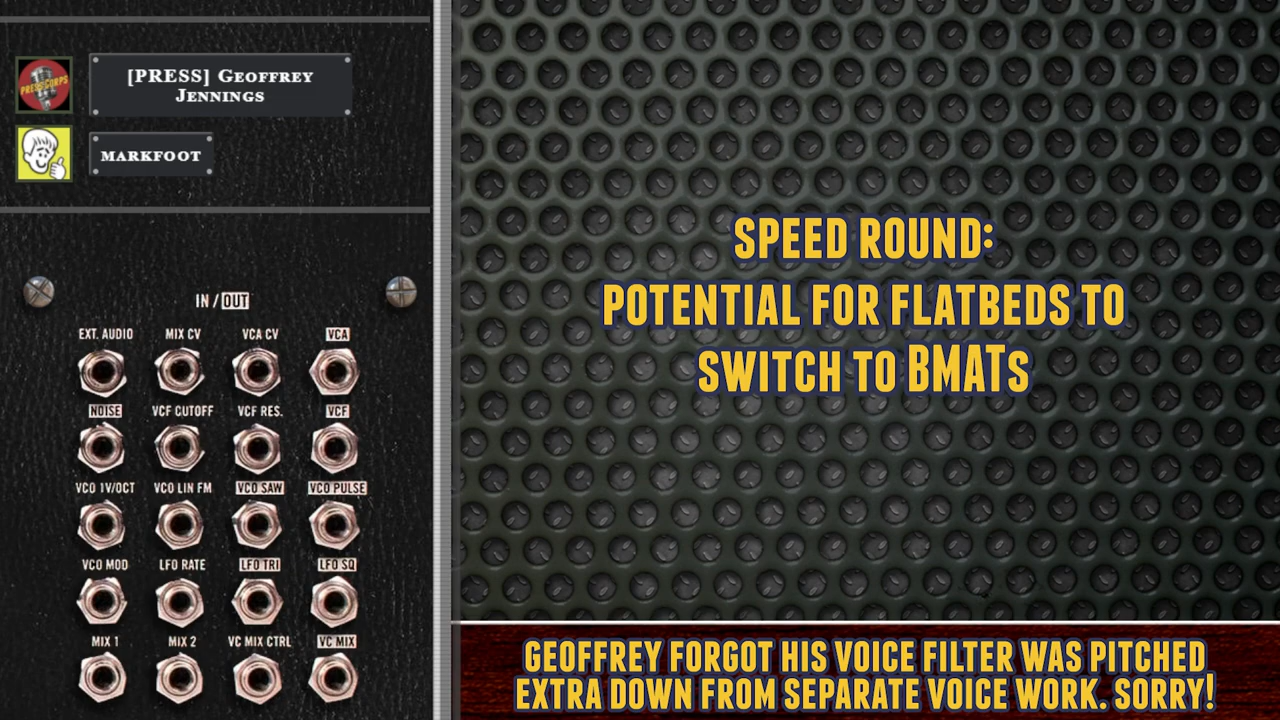 PRESS CORPS
[PRESS] Geoffrey
Jennings
MARKFOOT
IN / OUT
EXT. AUDIO MIX CV VCA CV VCA
NOISE VCF CUTOFF VCF RES. VCF
VCO 1V/OCT VCO LIN FM VCO SAW VCO PULSE
VCO MOD LFO RATE LFO TRI LFO SQ
MIX 1 MIX 2 VC MIX CTRL VC MIX
SPEED ROUND:
POTENTIAL FOR FLATBEDS TO
SWITCH TO BMATs
GEOFFREY FORGOT HIS VOICE FILTER WAS PITCHED
EXTRA DOWN FROM SEPARATE VOICE WORK. SORRY!